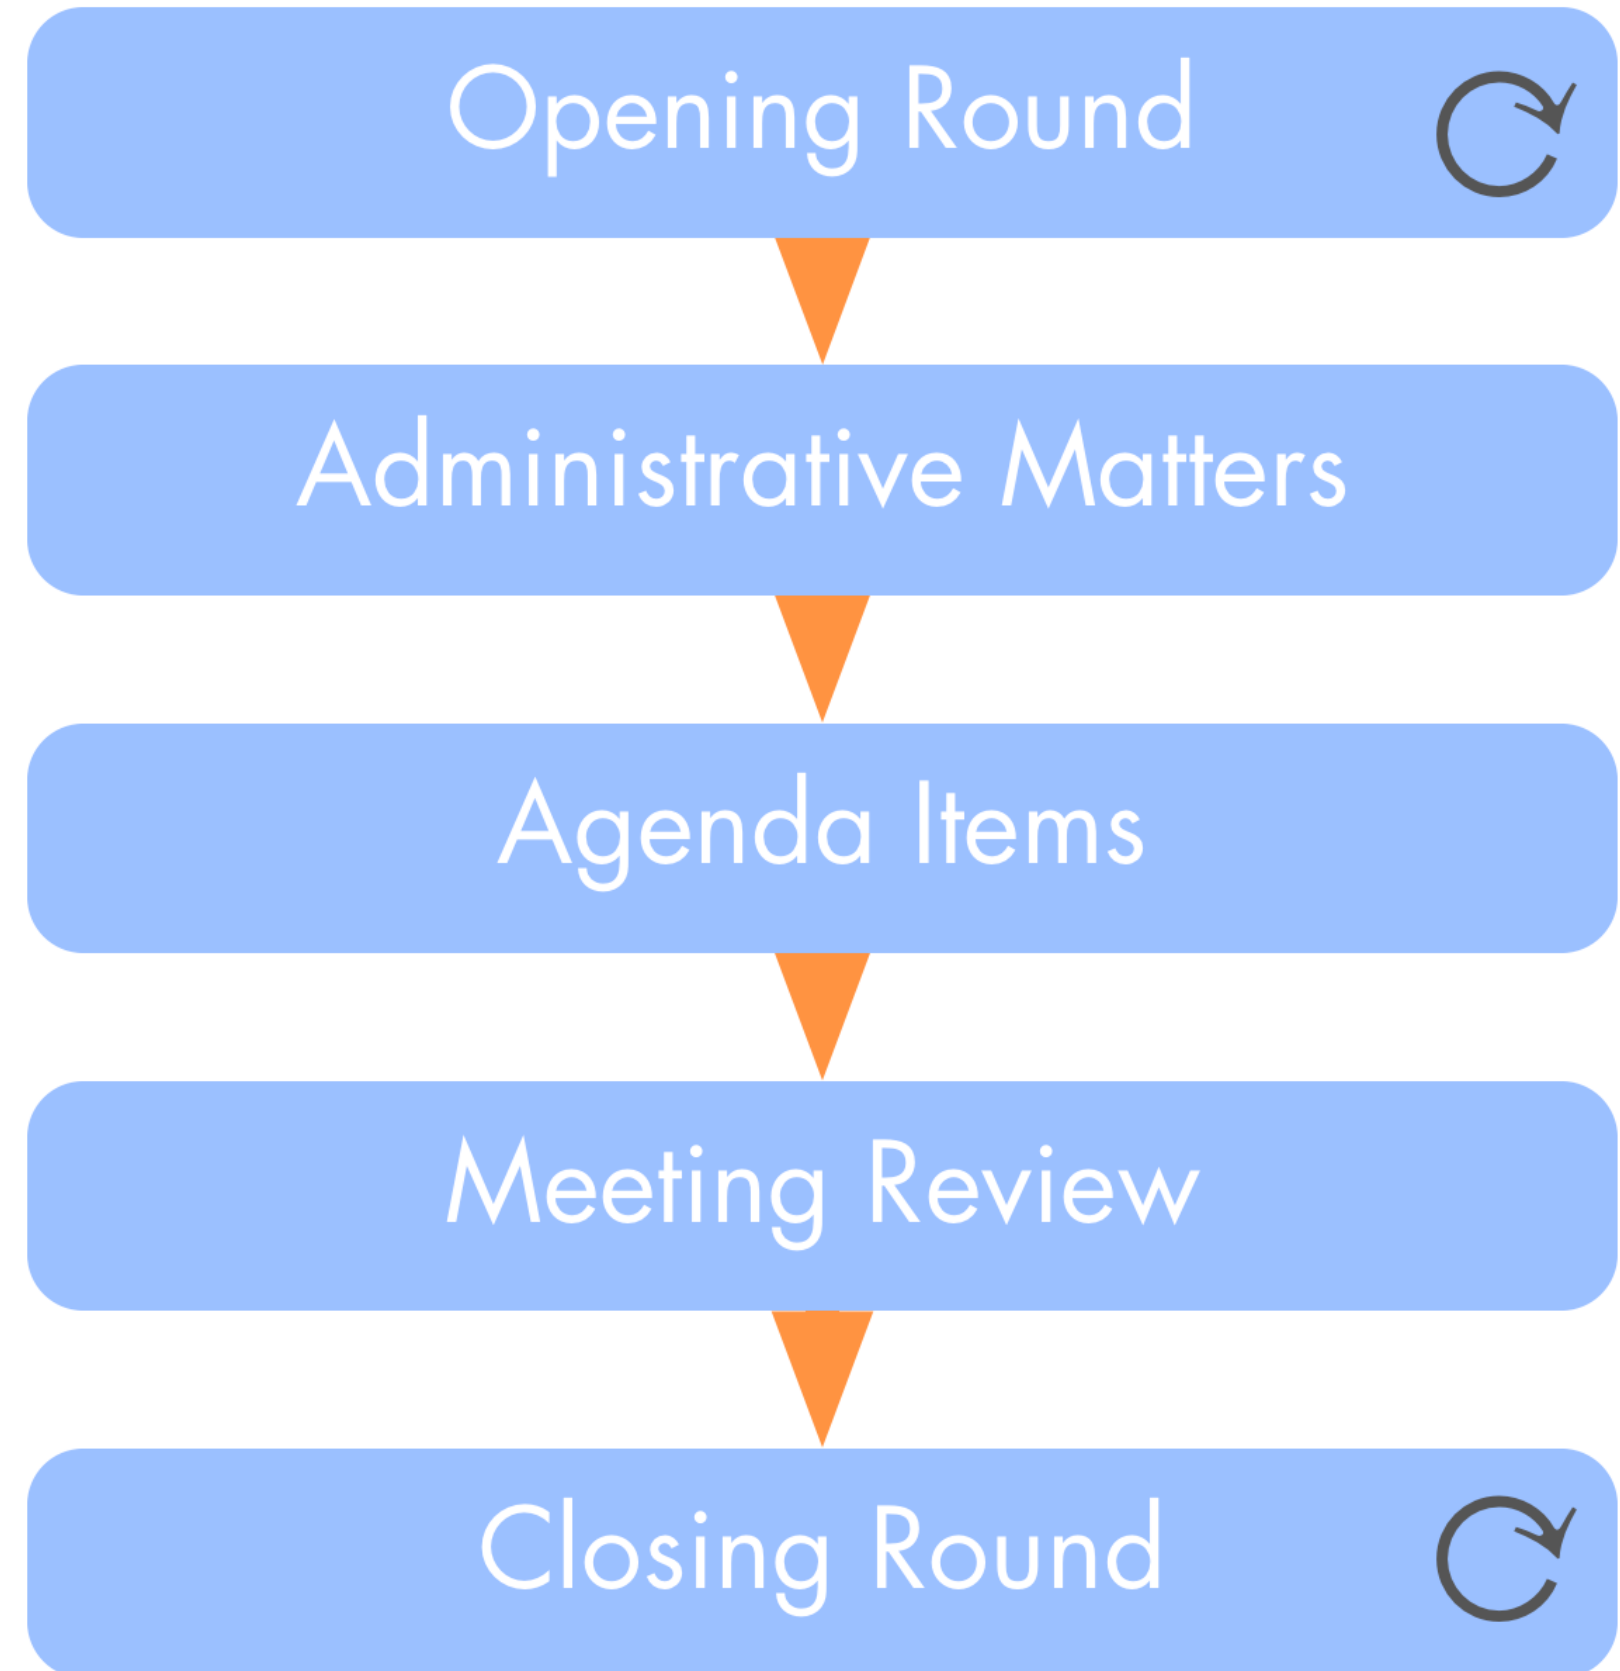 Opening Round
Administrative Matters
Agenda Items
Meeting Review
Closing Round